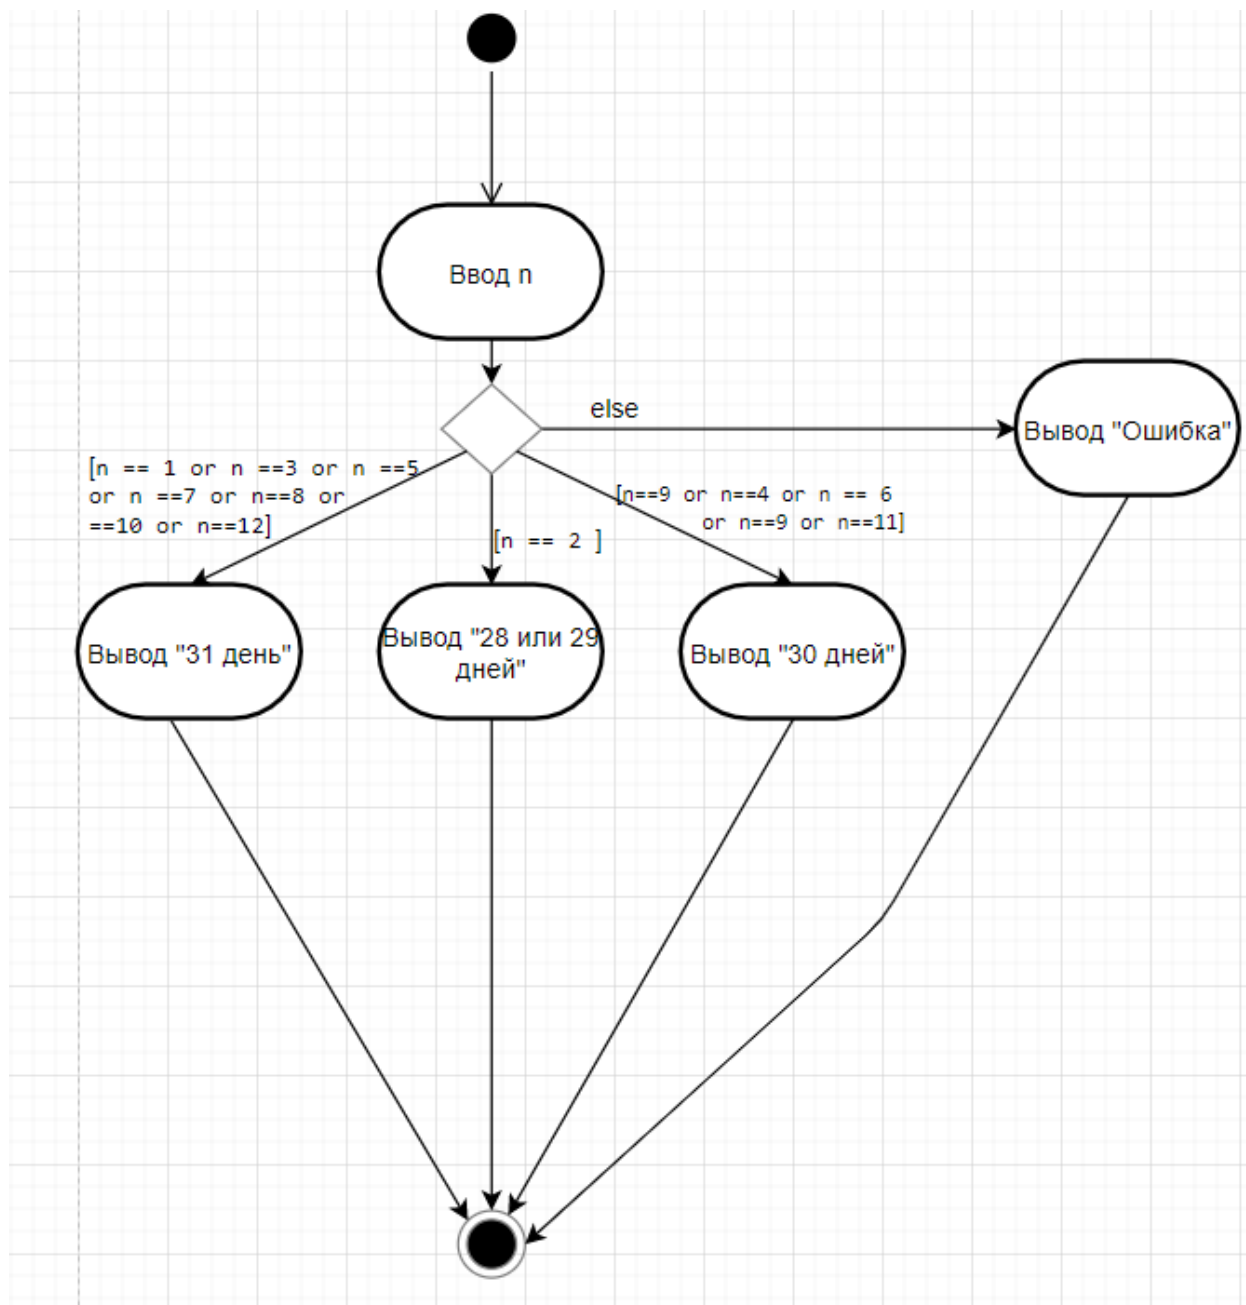 Ввод n
else
Вывод "Ошибка"
[n == 1 or n ==3 or n ==5
or n ==7 or n==8 or
==10 or n==12]
[n==9 or n==4 or n == 6
or n==9 or n==11]
[n == 2 ]
Вывод "31 день"
Вывод "28 или 29
дней"
Вывод "30 дней"